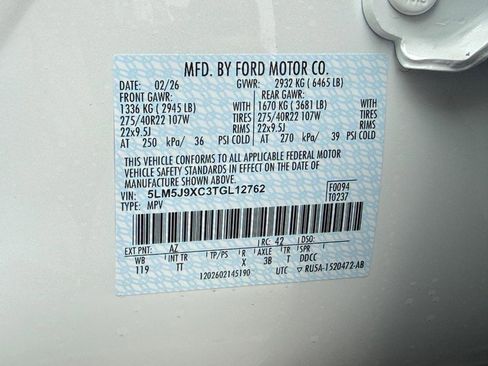 MFD. BY FORD MOTOR CO.
DATE: 02/26 GVWR: 2932 KG ( 6465 LB)
FRONT GAWR: REAR GAWR:
1336 KG ( 2945 LB) WITH 1670 KG ( 3681 LB) WITH
275/40R22 107W TIRES 275/40R22 107W TIRES
22x9.5J RIMS 22x9.5J RIMS
AT 250 kPa/ 36 PSI COLD AT 270 kPa/ 39 PSI COLD
THIS VEHICLE CONFORMS TO ALL APPLICABLE FEDERAL MOTOR
VEHICLE SAFETY STANDARD IN EFFECT ON THE DATE OF
MANUFACTURE SHOWN ABOVE.
VIN: 5LM5J9XC3TGL12762 F0094
TYPE: MPV T0237
EXT PNT: AZ RC: 42 DSO:
WB INT TR TP/PS R AXLE TR SPR
119 TT X 3B T DDCC
1202602145190 UTC ▽ RU5A-1520472-AB